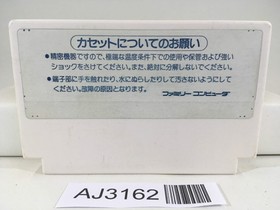 カセットについてのお願い
●精密機器ですので、極端な温度条件下での使用や保管および強い
ショックをさけてください。また、絶対に分解しないでください。
●端子部に手を触れたり、水にぬらしたりして汚さないようにして
ください。故障の原因となります。
ファミリー コンピュータ
AJ3162